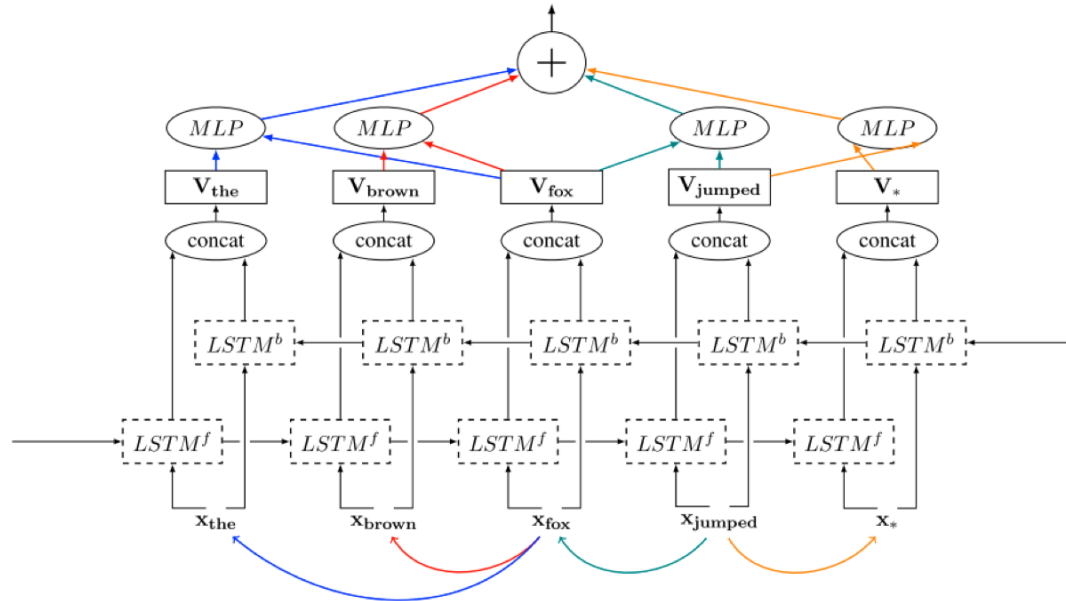 +
MLP MLP MLP MLP
V_the V_brown V_fox V_jumped V_*
concat concat concat concat concat
LSTM^b LSTM^b LSTM^b LSTM^b LSTM^b
LSTM^f LSTM^f LSTM^f LSTM^f LSTM^f
x_the x_brown x_fox x_jumped x_*